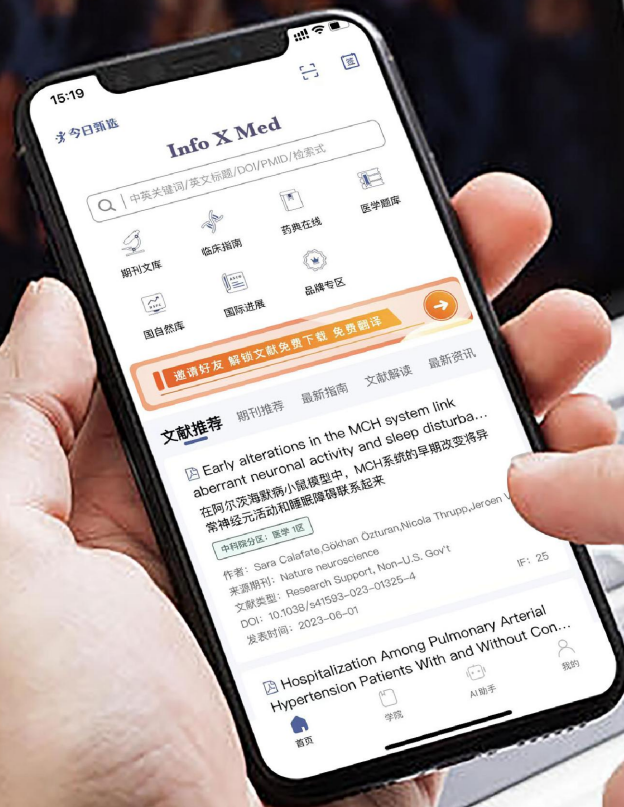 15:19
今日甄选
签
Info X Med
中英关键词/英文标题/DOI/PMID/检索式
期刊文库
临床指南
药典在线
医学题库
国自然库
国际进展
品牌专区
邀请好友 解锁文献免费下载 免费翻译
文献推荐
期刊推荐
最新指南
文献解读
最新资讯
Early alterations in the MCH system link
aberrant neuronal activity and sleep disturba...
在阿尔茨海默病小鼠模型中，MCH系统的早期改变将异
常神经元活动和睡眠障碍联系起来
中科院分区：医学 1区
作者：Sara Calafate,Gökhan Özturan,Nicola Thrupp,Jeroen
来源期刊：Nature neuroscience
文献类型：Research Support, Non-U.S. Gov't
DOI：10.1038/s41593-023-01325-4
IF：25
发表时间：2023-06-01
Hospitalization Among Pulmonary Arterial
Hypertension Patients With and Without Con...
首页
学院
AI助手
我的